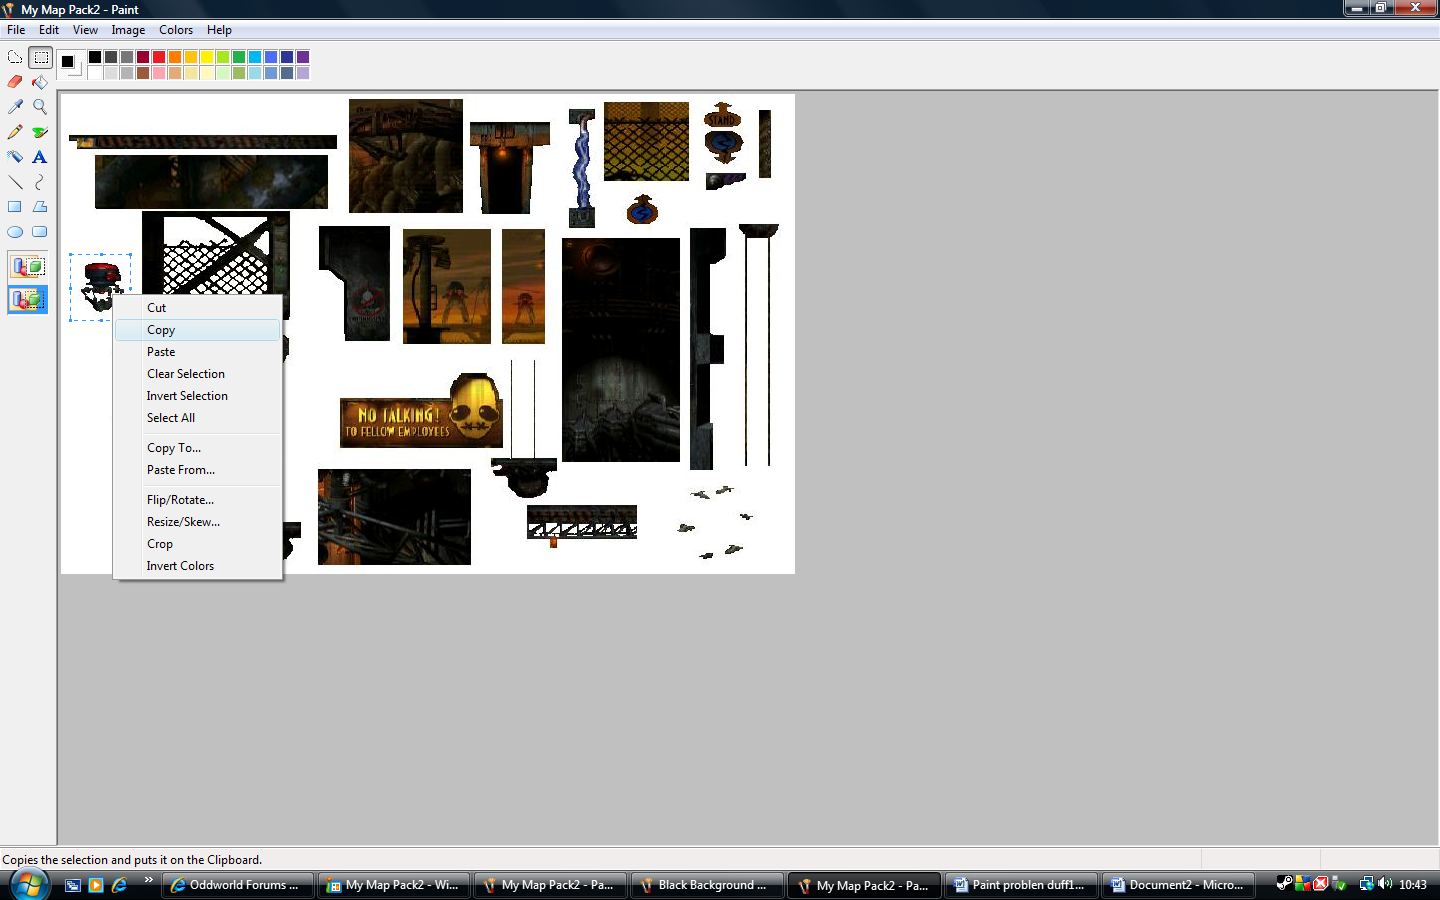 My Map Pack2 - Paint
File Edit View Image Colors Help
STAND
NO TALKING!
TO FELLOW EMPLOYEES
Cut
Copy
Paste
Clear Selection
Invert Selection
Select All
Copy To...
Paste From...
Flip/Rotate...
Resize/Skew...
Crop
Invert Colors
Copies the selection and puts it on the Clipboard.
Oddworld Forums ...
My Map Pack2 - Wi...
My Map Pack2 - Pa...
Black Background ...
My Map Pack2 - Pa...
Paint problen duff1...
Document2 - Micro...
10:43